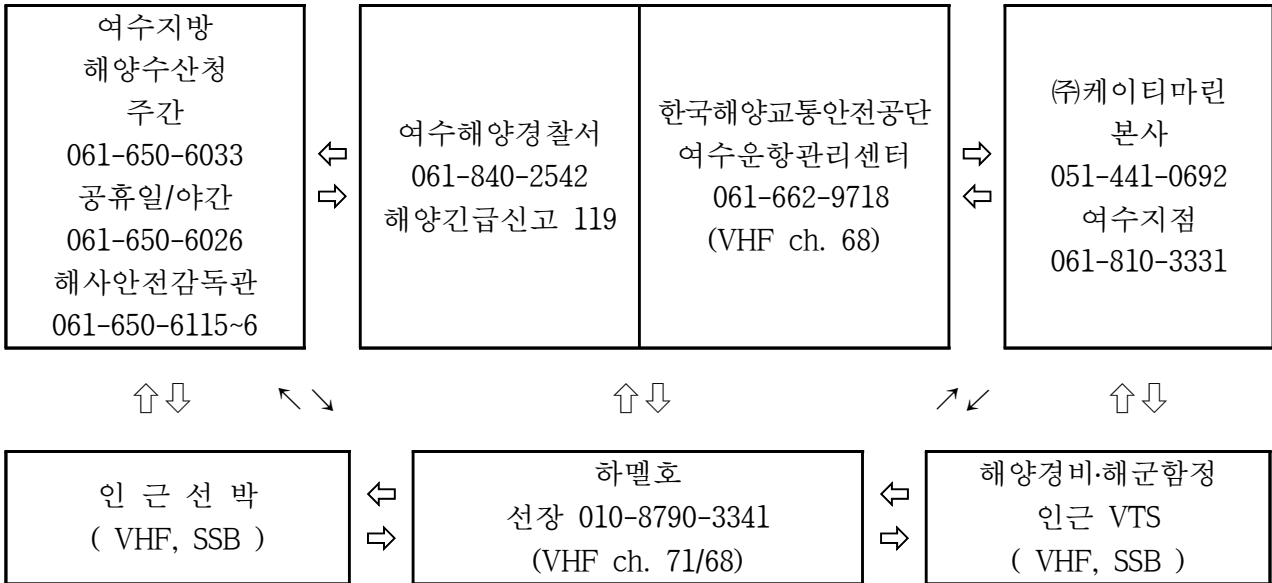 여수지방
해양수산청
주간
061-650-6033
공휴일/야간
061-650-6026
해사안전감독관
061-650-6115~6
⇦
⇨
여수해양경찰서
061-840-2542
해양긴급신고 119
한국해양교통안전공단
여수운항관리센터
061-662-9718
(VHF ch. 68)
⇨
⇦
㈜케이티마린
본사
051-441-0692
여수지점
061-810-3331
⇧⇩ ↖↘ ⇧⇩ ↗↙ ⇧⇩
인 근 선 박
( VHF, SSB )
⇦
⇨
하멜호
선장 010-8790-3341
(VHF ch. 71/68)
⇦
⇨
해양경비·해군함정
인근 VTS
( VHF, SSB )